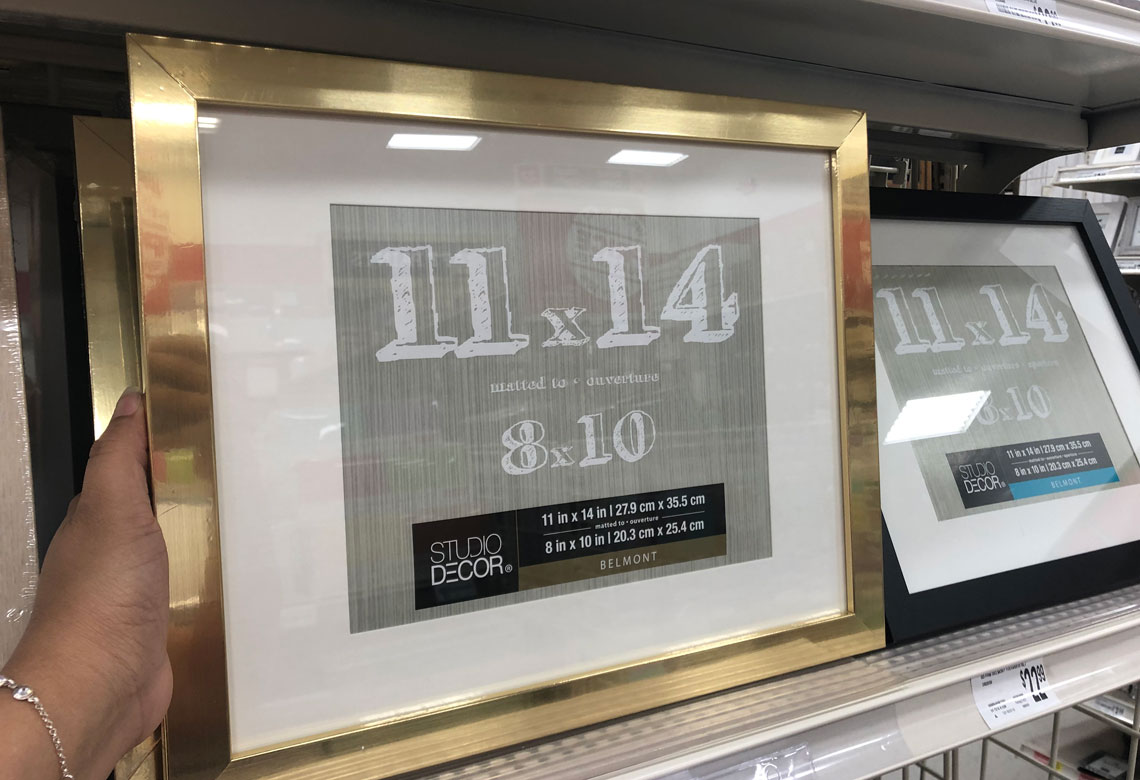 11x14
matted to • ouverture
8x10
STUDIO
DECOR®
11 in x 14 in | 27.9 cm x 35.5 cm
matted to • ouverture
8 in x 10 in | 20.3 cm x 25.4 cm
BELMONT
11x14
matted to • ouverture • apertura
8x10
STUDIO
DECOR®
11 in x 14 in | 27.9 cm x 35.5 cm
8 in x 10 in | 20.3 cm x 25.4 cm
BELMONT
$22.99